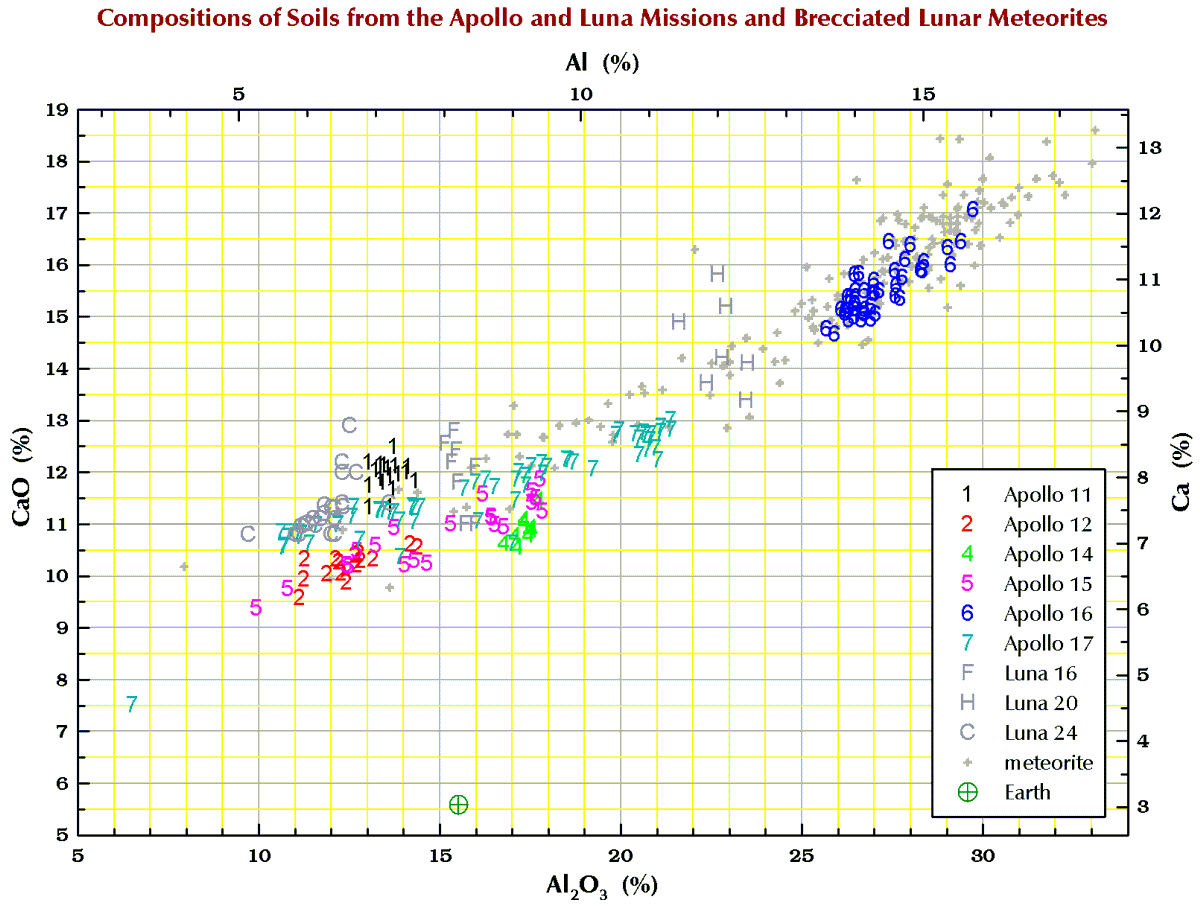 Compositions of Soils from the Apollo and Luna Missions and Brecciated Lunar Meteorites
Al (%)
5 10 15
19
18
17
16
15
14
13
12
11
10
9
8
7
6
5
CaO (%)
13
12
11
10
9
8
7
6
5
4
3
Ca (%)
1 Apollo 11
2 Apollo 12
4 Apollo 14
5 Apollo 15
6 Apollo 16
7 Apollo 17
F Luna 16
H Luna 20
C Luna 24
meteorite
Earth
5 10 15 20 25 30
Al₂O₃ (%)